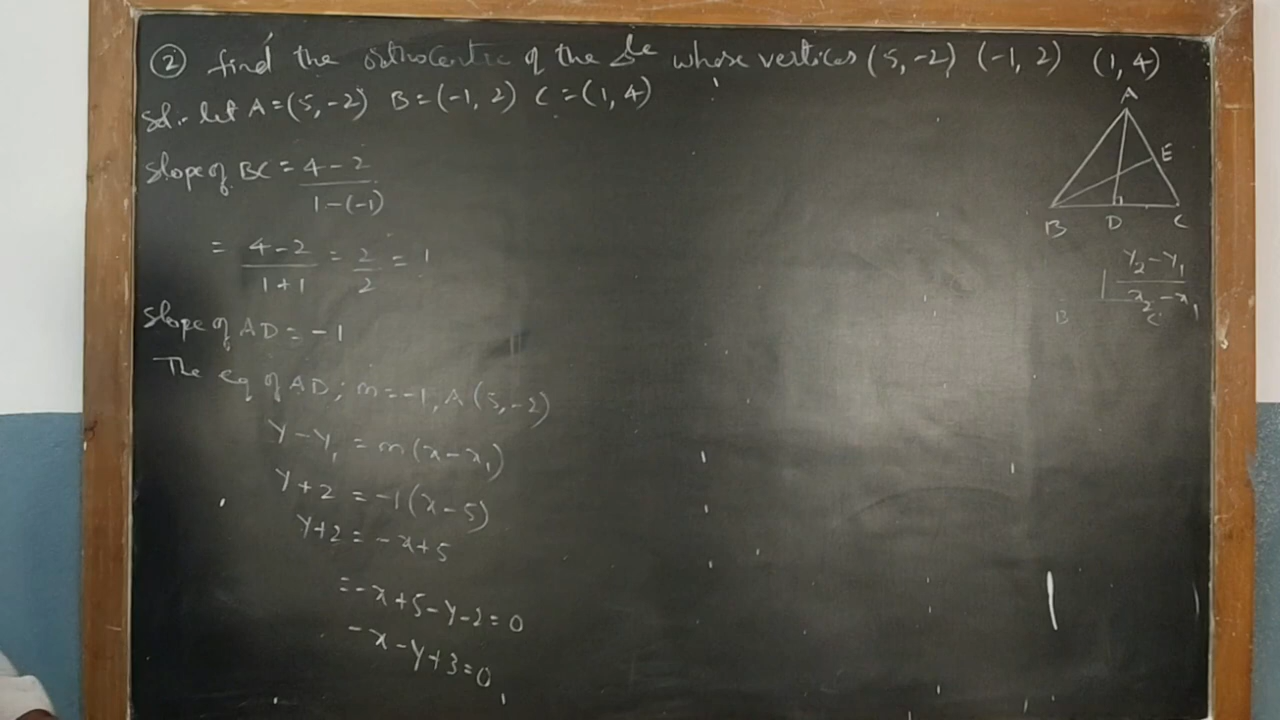 ② find the orthocentre of the Δle whose vertices (5,-2) (-1, 2) (1, 4)
Sol:- let A=(5,-2) B=(-1, 2) C=(1, 4)
Slope of BC = 4-2
1-(-1)
= 4-2 = 2 = 1
1+1 2
Slope of AD = -1
The eq of AD; m=-1, A(5,-2)
Y-Y₁ = m(x-x₁)
Y+2 = -1(x-5)
Y+2 = -x+5
= -x+5-y-2=0
-x-y+3=0
A
E
B D C
Y₂-Y₁
x₂-x₁
B C